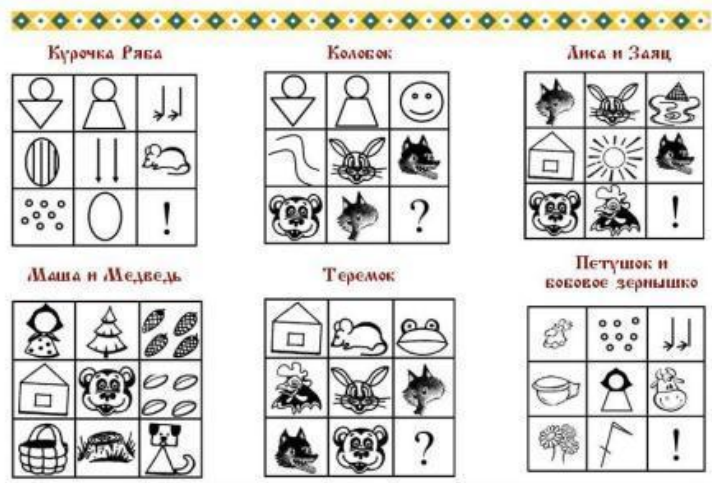 Курочка Ряба
Колобок
Лиса и Заяц
!
?
!
Маша и Медведь
Теремок
Петушок и
бобовое зернышко
?
!